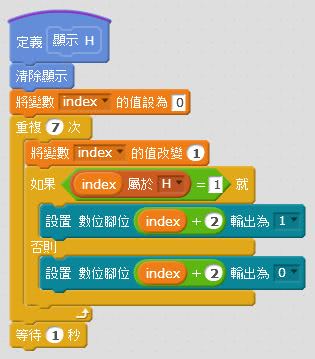 定義 顯示 H
清除顯示
將變數 index 的值設為 0
重複 7 次
將變數 index 的值改變 1
如果 index 屬於 H = 1 就
設置 數位腳位 index + 2 輸出為 1
否則
設置 數位腳位 index + 2 輸出為 0
等待 1 秒